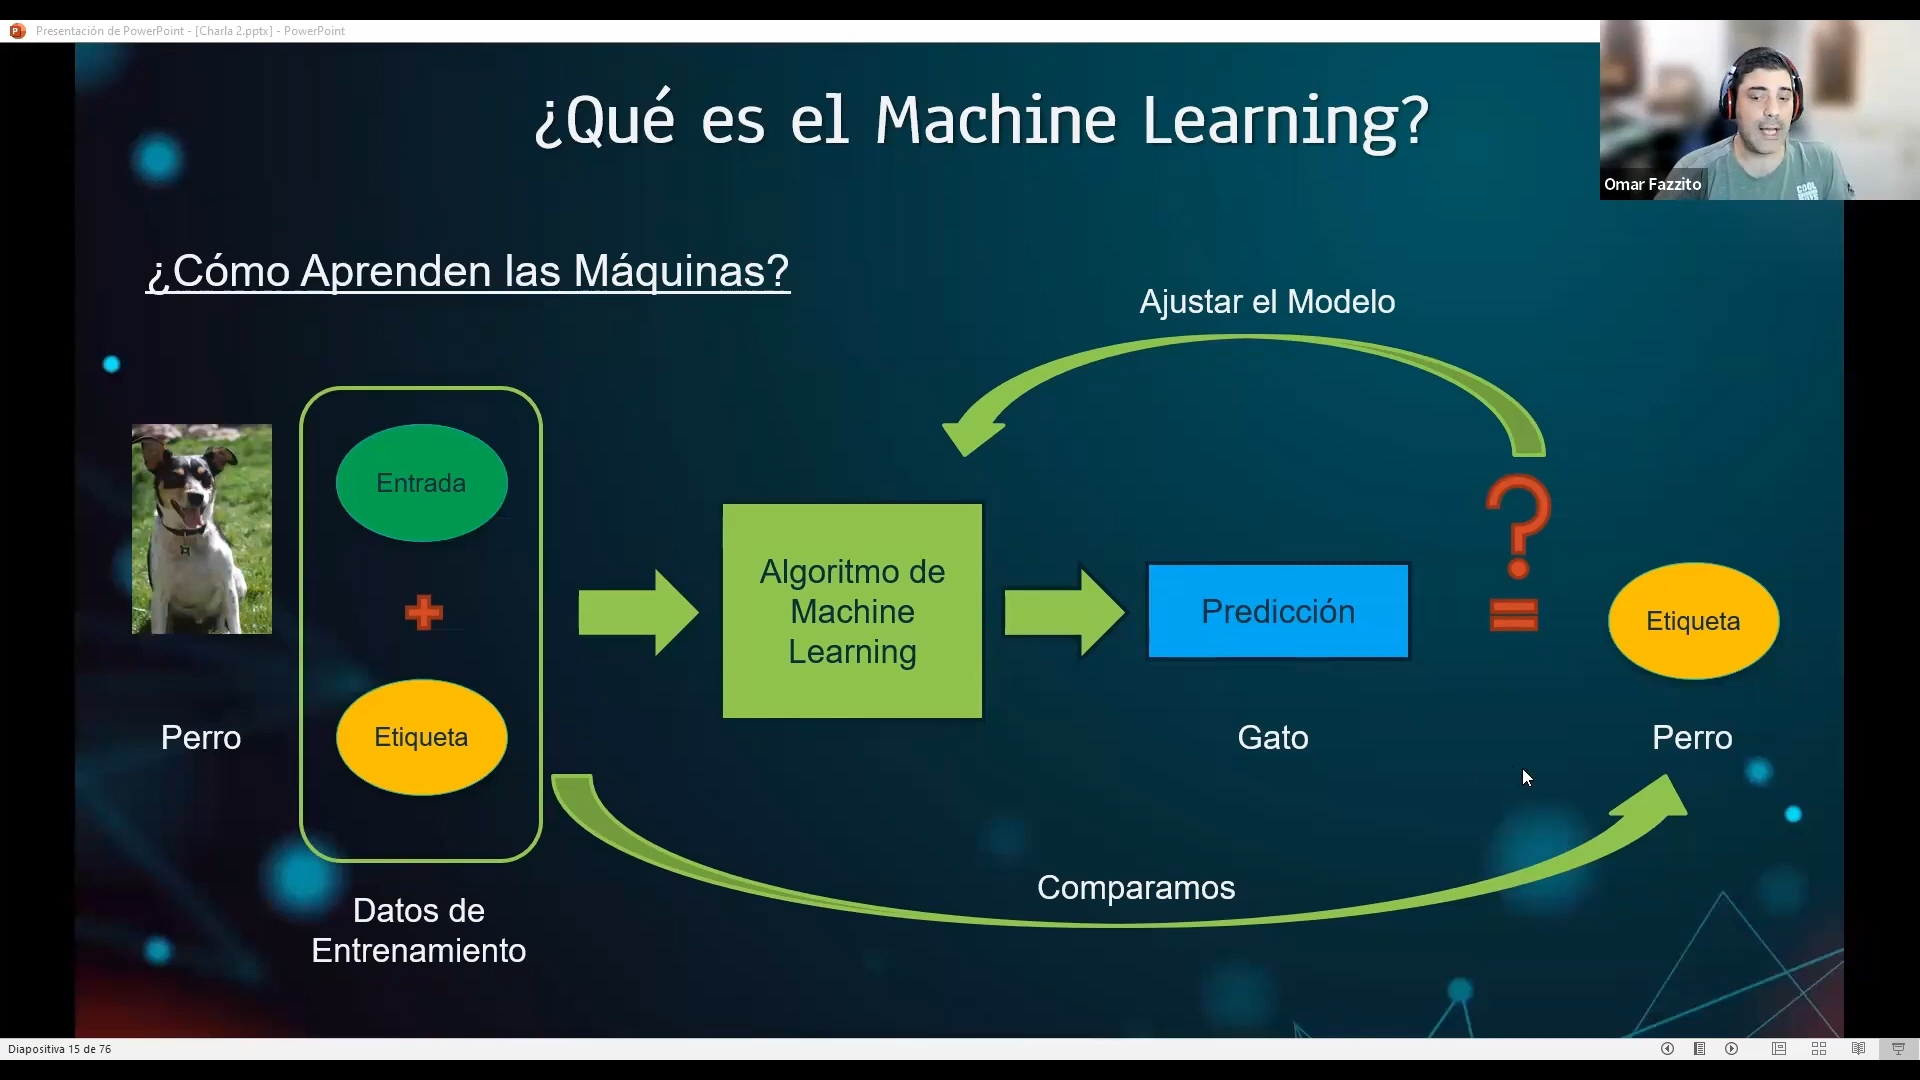 Presentación de PowerPoint - [Charla 2.pptx] - PowerPoint
¿Qué es el Machine Learning?
Omar Fazzito
¿Cómo Aprenden las Máquinas?
Ajustar el Modelo
Entrada
+
Etiqueta
Perro
Datos de
Entrenamiento
Algoritmo de
Machine
Learning
Predicción
Gato
?
=
Etiqueta
Perro
Comparamos
Diapositiva 15 de 76